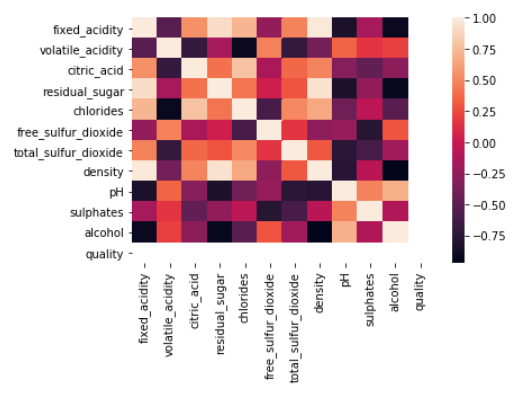 fixed_acidity
volatile_acidity
citric_acid
residual_sugar
chlorides
free_sulfur_dioxide
total_sulfur_dioxide
density
pH
sulphates
alcohol
quality
fixed_acidity
volatile_acidity
citric_acid
residual_sugar
chlorides
free_sulfur_dioxide
total_sulfur_dioxide
density
pH
sulphates
alcohol
quality
1.00
0.75
0.50
0.25
0.00
−0.25
−0.50
−0.75